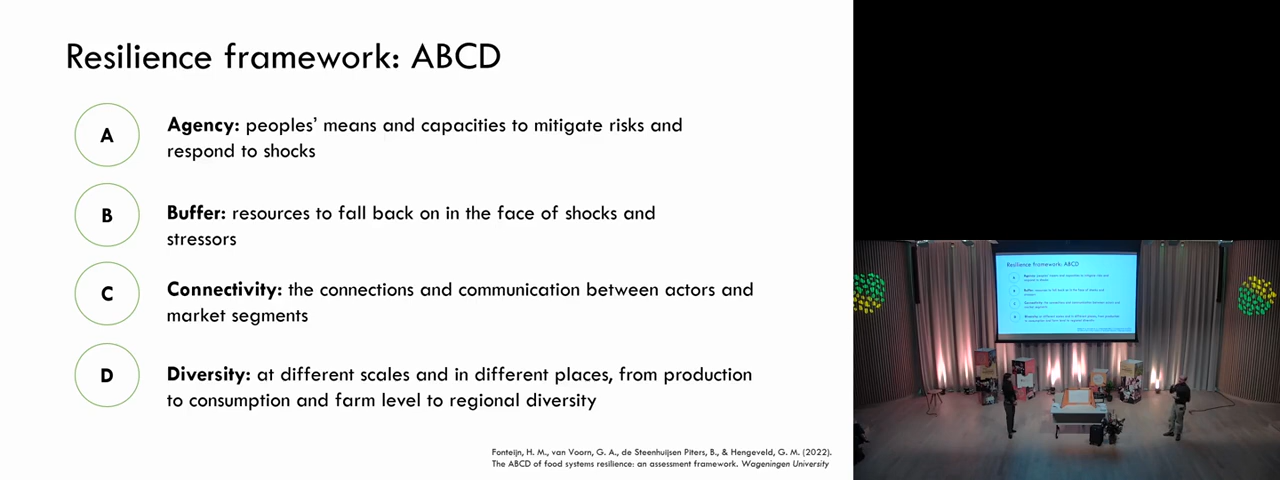 Resilience framework: ABCD
A
Agency: peoples' means and capacities to mitigate risks and
respond to shocks
B
Buffer: resources to fall back on in the face of shocks and
stressors
C
Connectivity: the connections and communication between actors and
market segments
D
Diversity: at different scales and in different places, from production
to consumption and farm level to regional diversity
Fonteijn, H. M., van Voorn, G. A., de Steenhuijsen Piters, B., & Hengeveld, G. M. (2022).
The ABCD of food systems resilience: an assessment framework. Wageningen University
Resilience framework: ABCD